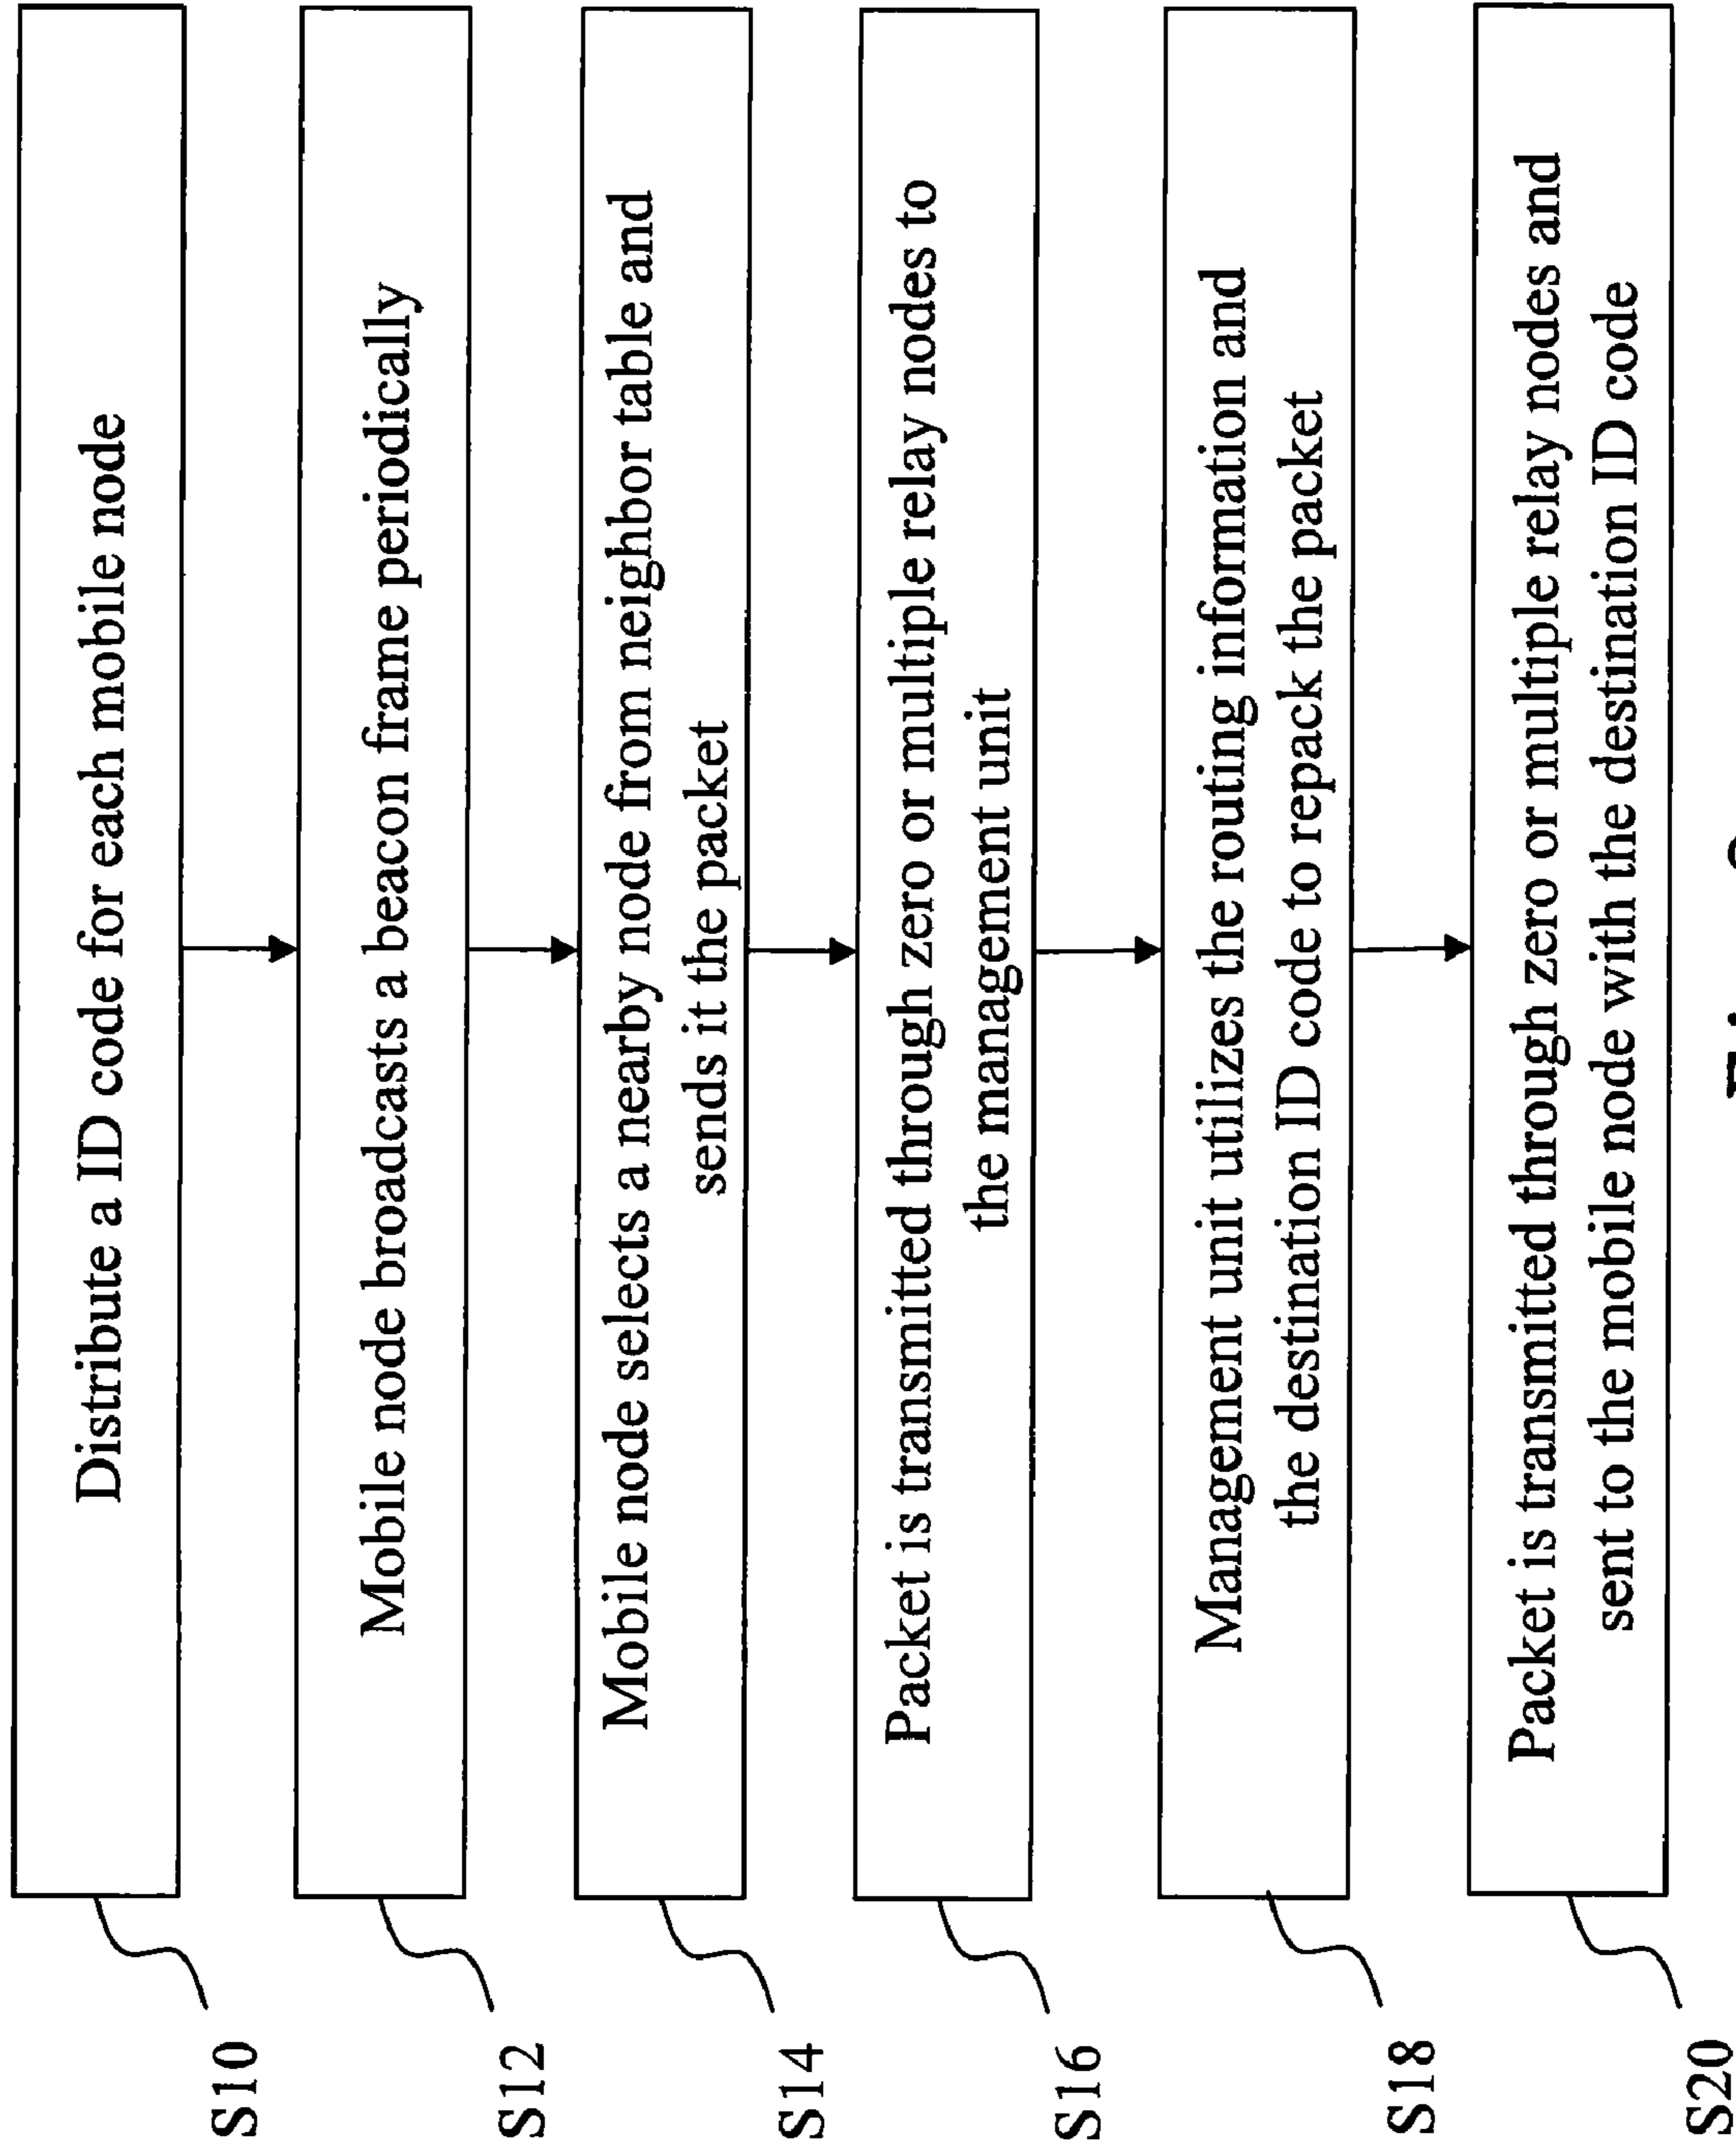 S10
Distribute a ID code for each mobile node
S12
Mobile node broadcasts a beacon frame periodically
S14
Mobile node selects a nearby node from neighbor table and
sends it the packet
S16
Packet is transmitted through zero or multiple relay nodes to
the management unit
S18
Management unit utilizes the routing information and
the destination ID code to repack the packet
S20
Packet is transmitted through zero or multiple relay nodes and
sent to the mobile node with the destination ID code